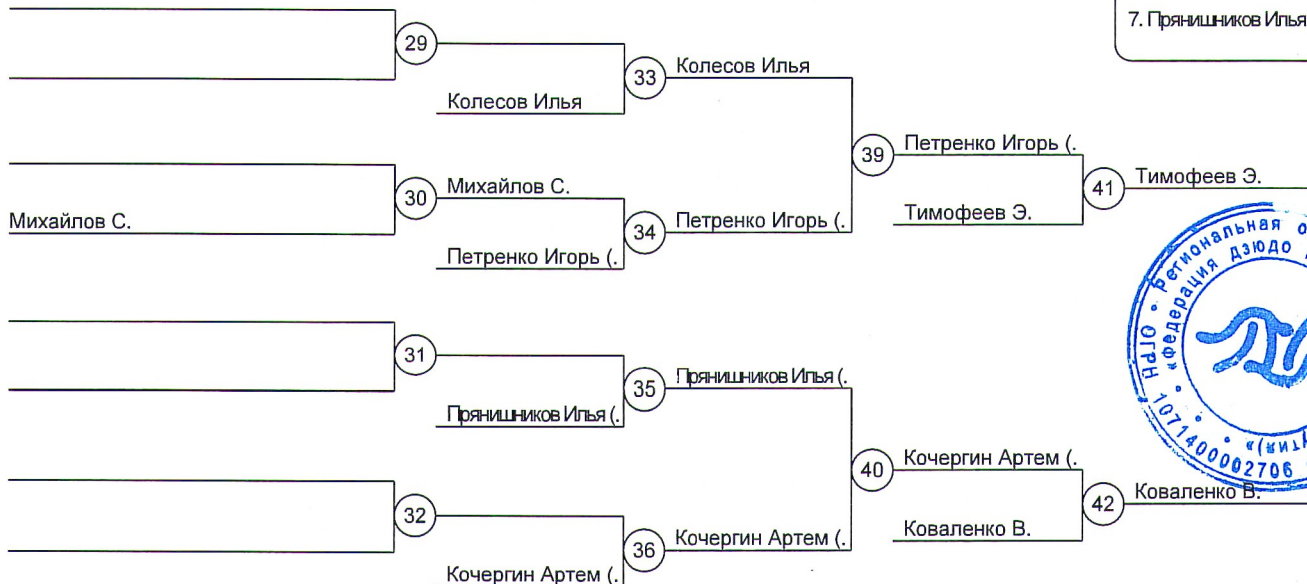 7. Прянишников Илья
29
33
Колесов Илья
Колесов Илья
39
Петренко Игорь (.
30
Михайлов С.
41
Тимофеев Э.
Михайлов С.
34
Петренко Игорь (.
Тимофеев Э.
Петренко Игорь (.
31
35
Прянишников Илья (.
Прянишников Илья (.
40
Кочергин Артем (.
32
42
Коваленко В.
36
Кочергин Артем (.
Коваленко В.
Кочергин Артем (.
Региональная
«Федерация дзюдо
ОГРН
1071400002706